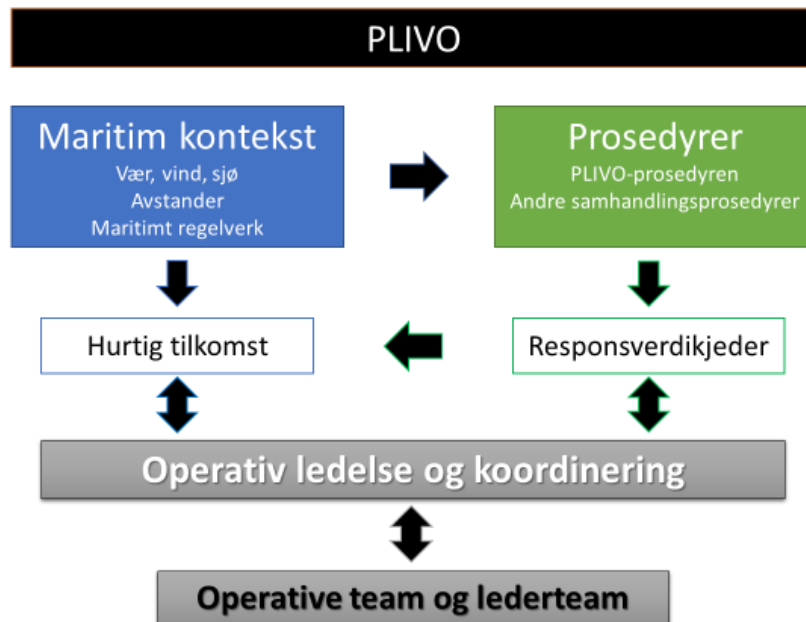 PLIVO
Maritim kontekst
Vær, vind, sjø
Avstander
Maritimt regelverk
Prosedyrer
PLIVO-prosedyren
Andre samhandlingsprosedyrer
Hurtig tilkomst
Responsverdikjeder
Operativ ledelse og koordinering
Operative team og lederteam